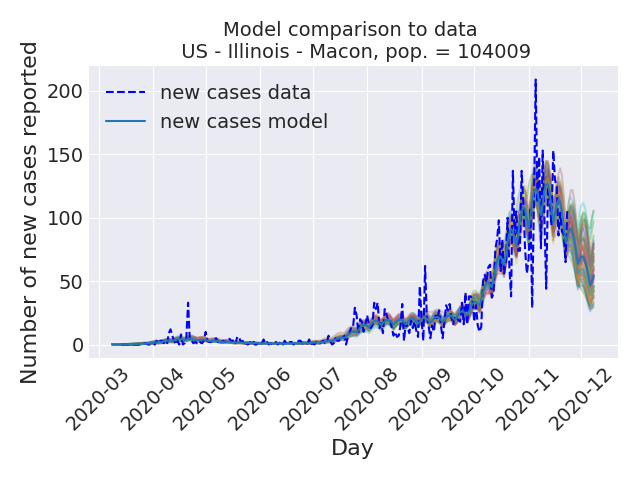 Model comparison to data
US - Illinois - Macon, pop. = 104009
Number of new cases reported
200
150
100
50
0
new cases data
new cases model
2020-03
2020-04
2020-05
2020-06
2020-07
2020-08
2020-09
2020-10
2020-11
2020-12
Day